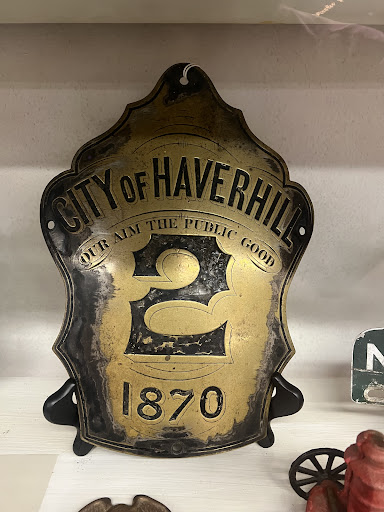 CITY OF HAVERHILL
OUR AIM THE PUBLIC GOOD
2
1870
N